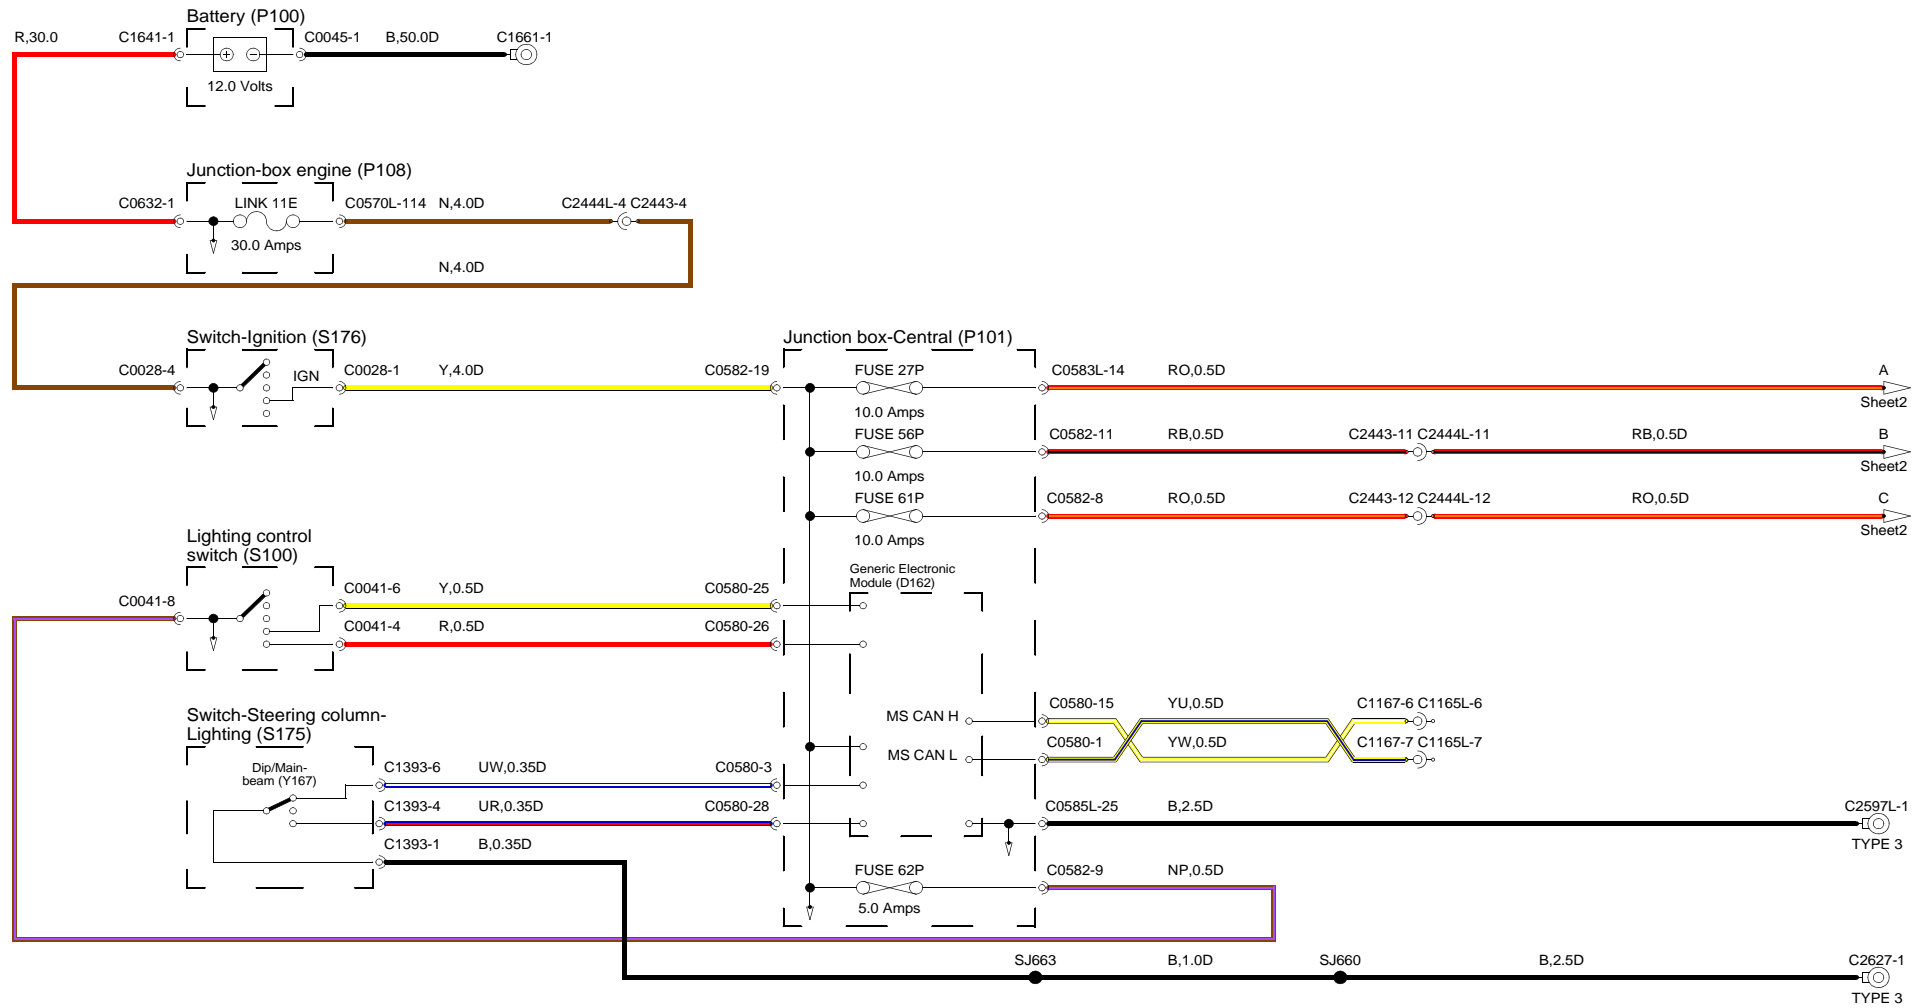 Battery (P100)
R,30.0
C1641-1
C0045-1
B,50.0D
C1661-1
12.0 Volts
Junction-box engine (P108)
C0632-1
LINK 11E
C0570L-114
N,4.0D
C2444L-4
C2443-4
30.0 Amps
N,4.0D
Switch-Ignition (S176)
C0028-4
IGN
C0028-1
Y,4.0D
C0582-19
Junction box-Central (P101)
FUSE 27P
10.0 Amps
C0583L-14
RO,0.5D
A
Sheet2
FUSE 56P
10.0 Amps
C0582-11
RB,0.5D
C2443-11
C2444L-11
RB,0.5D
B
Sheet2
FUSE 61P
10.0 Amps
C0582-8
RO,0.5D
C2443-12
C2444L-12
RO,0.5D
C
Sheet2
Lighting control
switch (S100)
C0041-8
C0041-6
Y,0.5D
C0580-25
C0041-4
R,0.5D
C0580-26
Generic Electronic
Module (D162)
MS CAN H
C0580-15
YU,0.5D
C1167-6
C1165L-6
MS CAN L
C0580-1
YW,0.5D
C1167-7
C1165L-7
Switch-Steering column-
Lighting (S175)
Dip/Main-
beam (Y167)
C1393-6
UW,0.35D
C0580-3
C1393-4
UR,0.35D
C0580-28
C1393-1
B,0.35D
C0585L-25
B,2.5D
C2597L-1
TYPE 3
FUSE 62P
5.0 Amps
C0582-9
NP,0.5D
SJ663
B,1.0D
SJ660
B,2.5D
C2627-1
TYPE 3